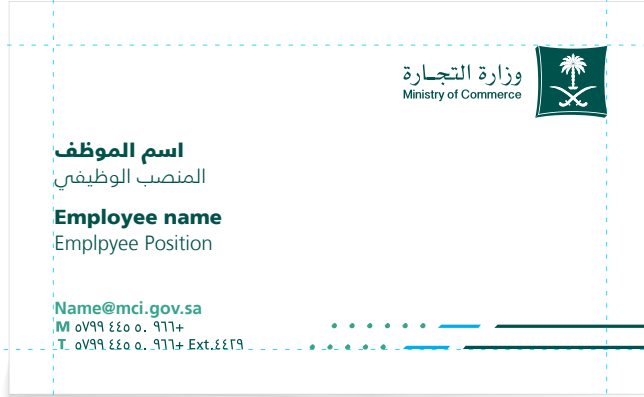 وزارة التجـارة
Ministry of Commerce
اسم الموظف
المنصب الوظيفي
Employee name
Emplpyee Position
Name@mci.gov.sa
M ٥٧٩٩ ٤٤٥ ٥٠ ٩٦٦+
T ٥٧٩٩ ٤٤٥ ٥٠ ٩٦٦+ Ext.٤٤٢٩